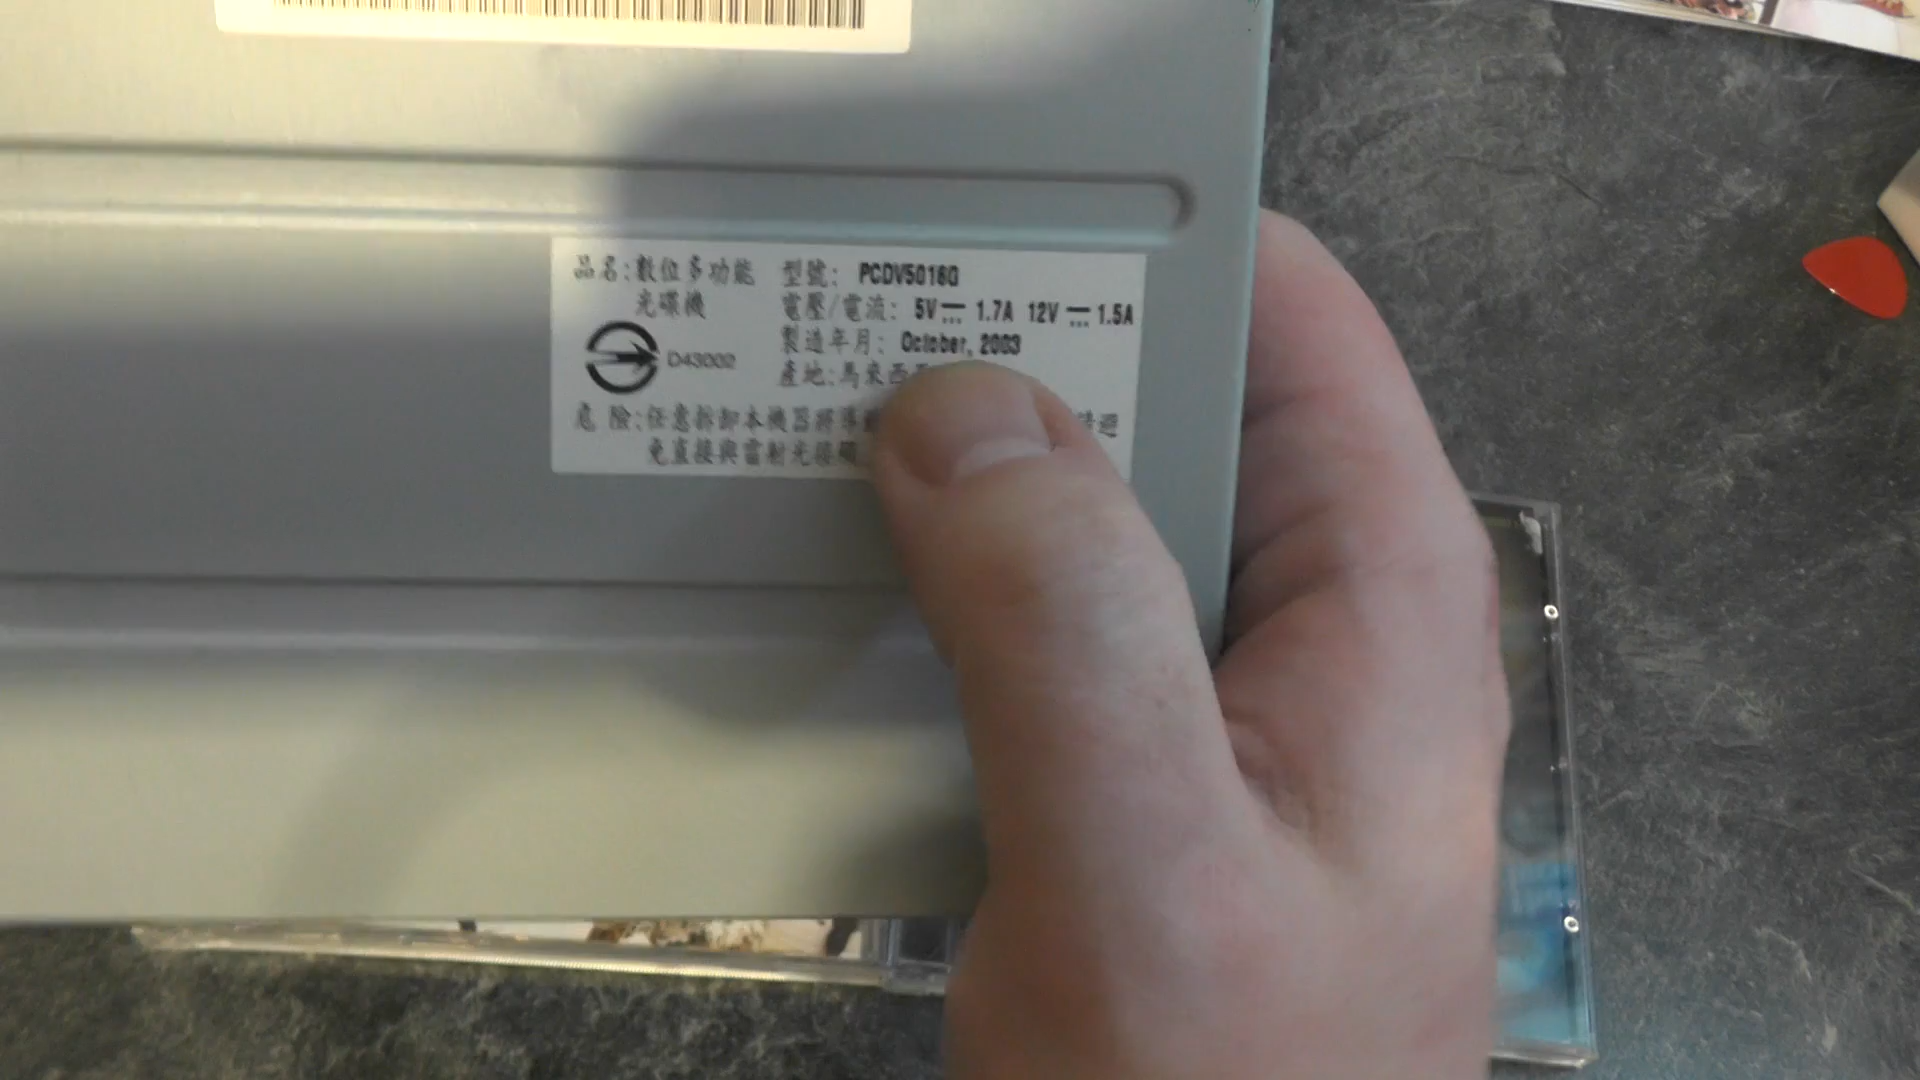 品名:數位多功能 型號: PCDV5016G
光碟機 電壓/電流: 5V 1.7A 12V 1.5A
D43002 製造年月: October, 2003
產地:馬來西
危 險:任意拆卸本機器將導 請避
免直接與雷射光接觸